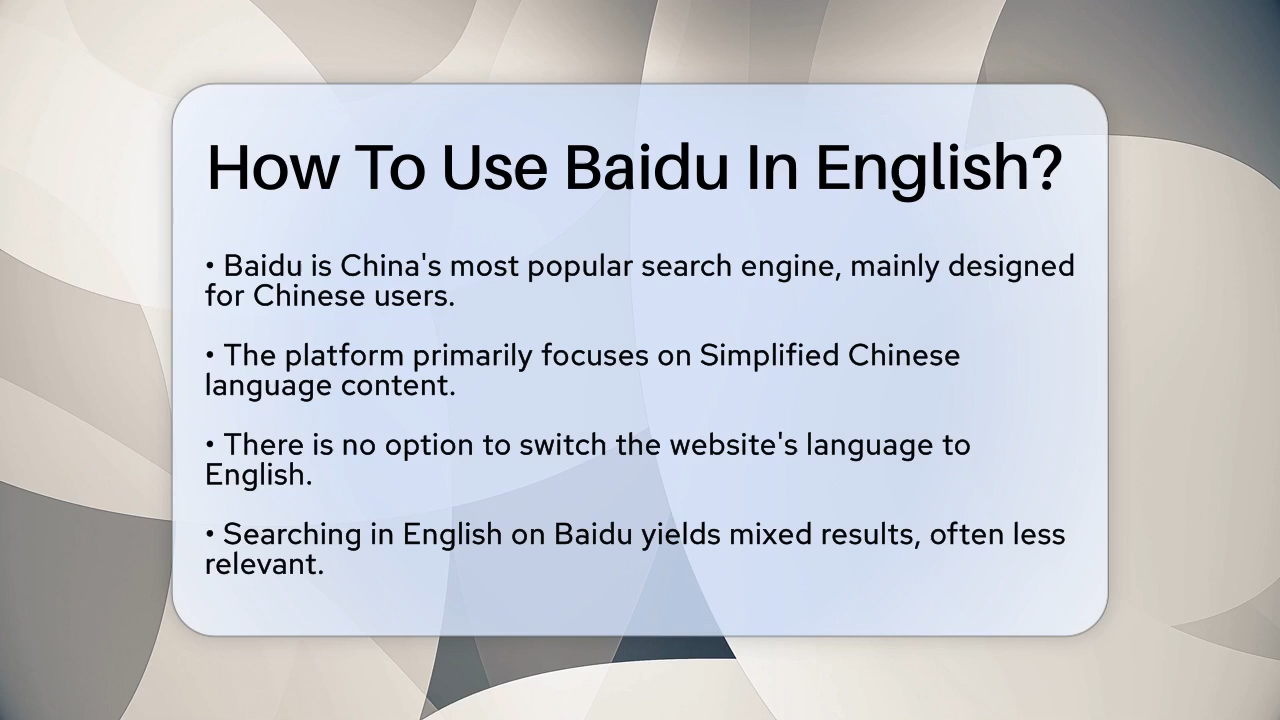 How To Use Baidu In English?
• Baidu is China's most popular search engine, mainly designed
for Chinese users.
• The platform primarily focuses on Simplified Chinese
language content.
• There is no option to switch the website's language to
English.
• Searching in English on Baidu yields mixed results, often less
relevant.